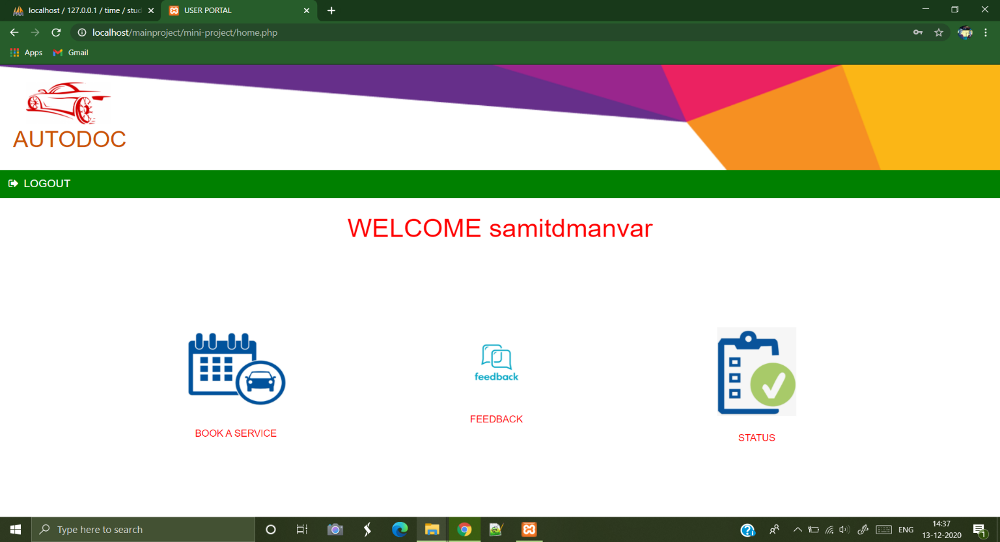 localhost / 127.0.0.1 / time / stud
USER PORTAL
localhost/mainproject/mini-project/home.php
Apps
Gmail
AUTODOC
LOGOUT
WELCOME samitdmanvar
feedback
BOOK A SERVICE
FEEDBACK
STATUS
Type here to search
ENG
14:37
13-12-2020
1